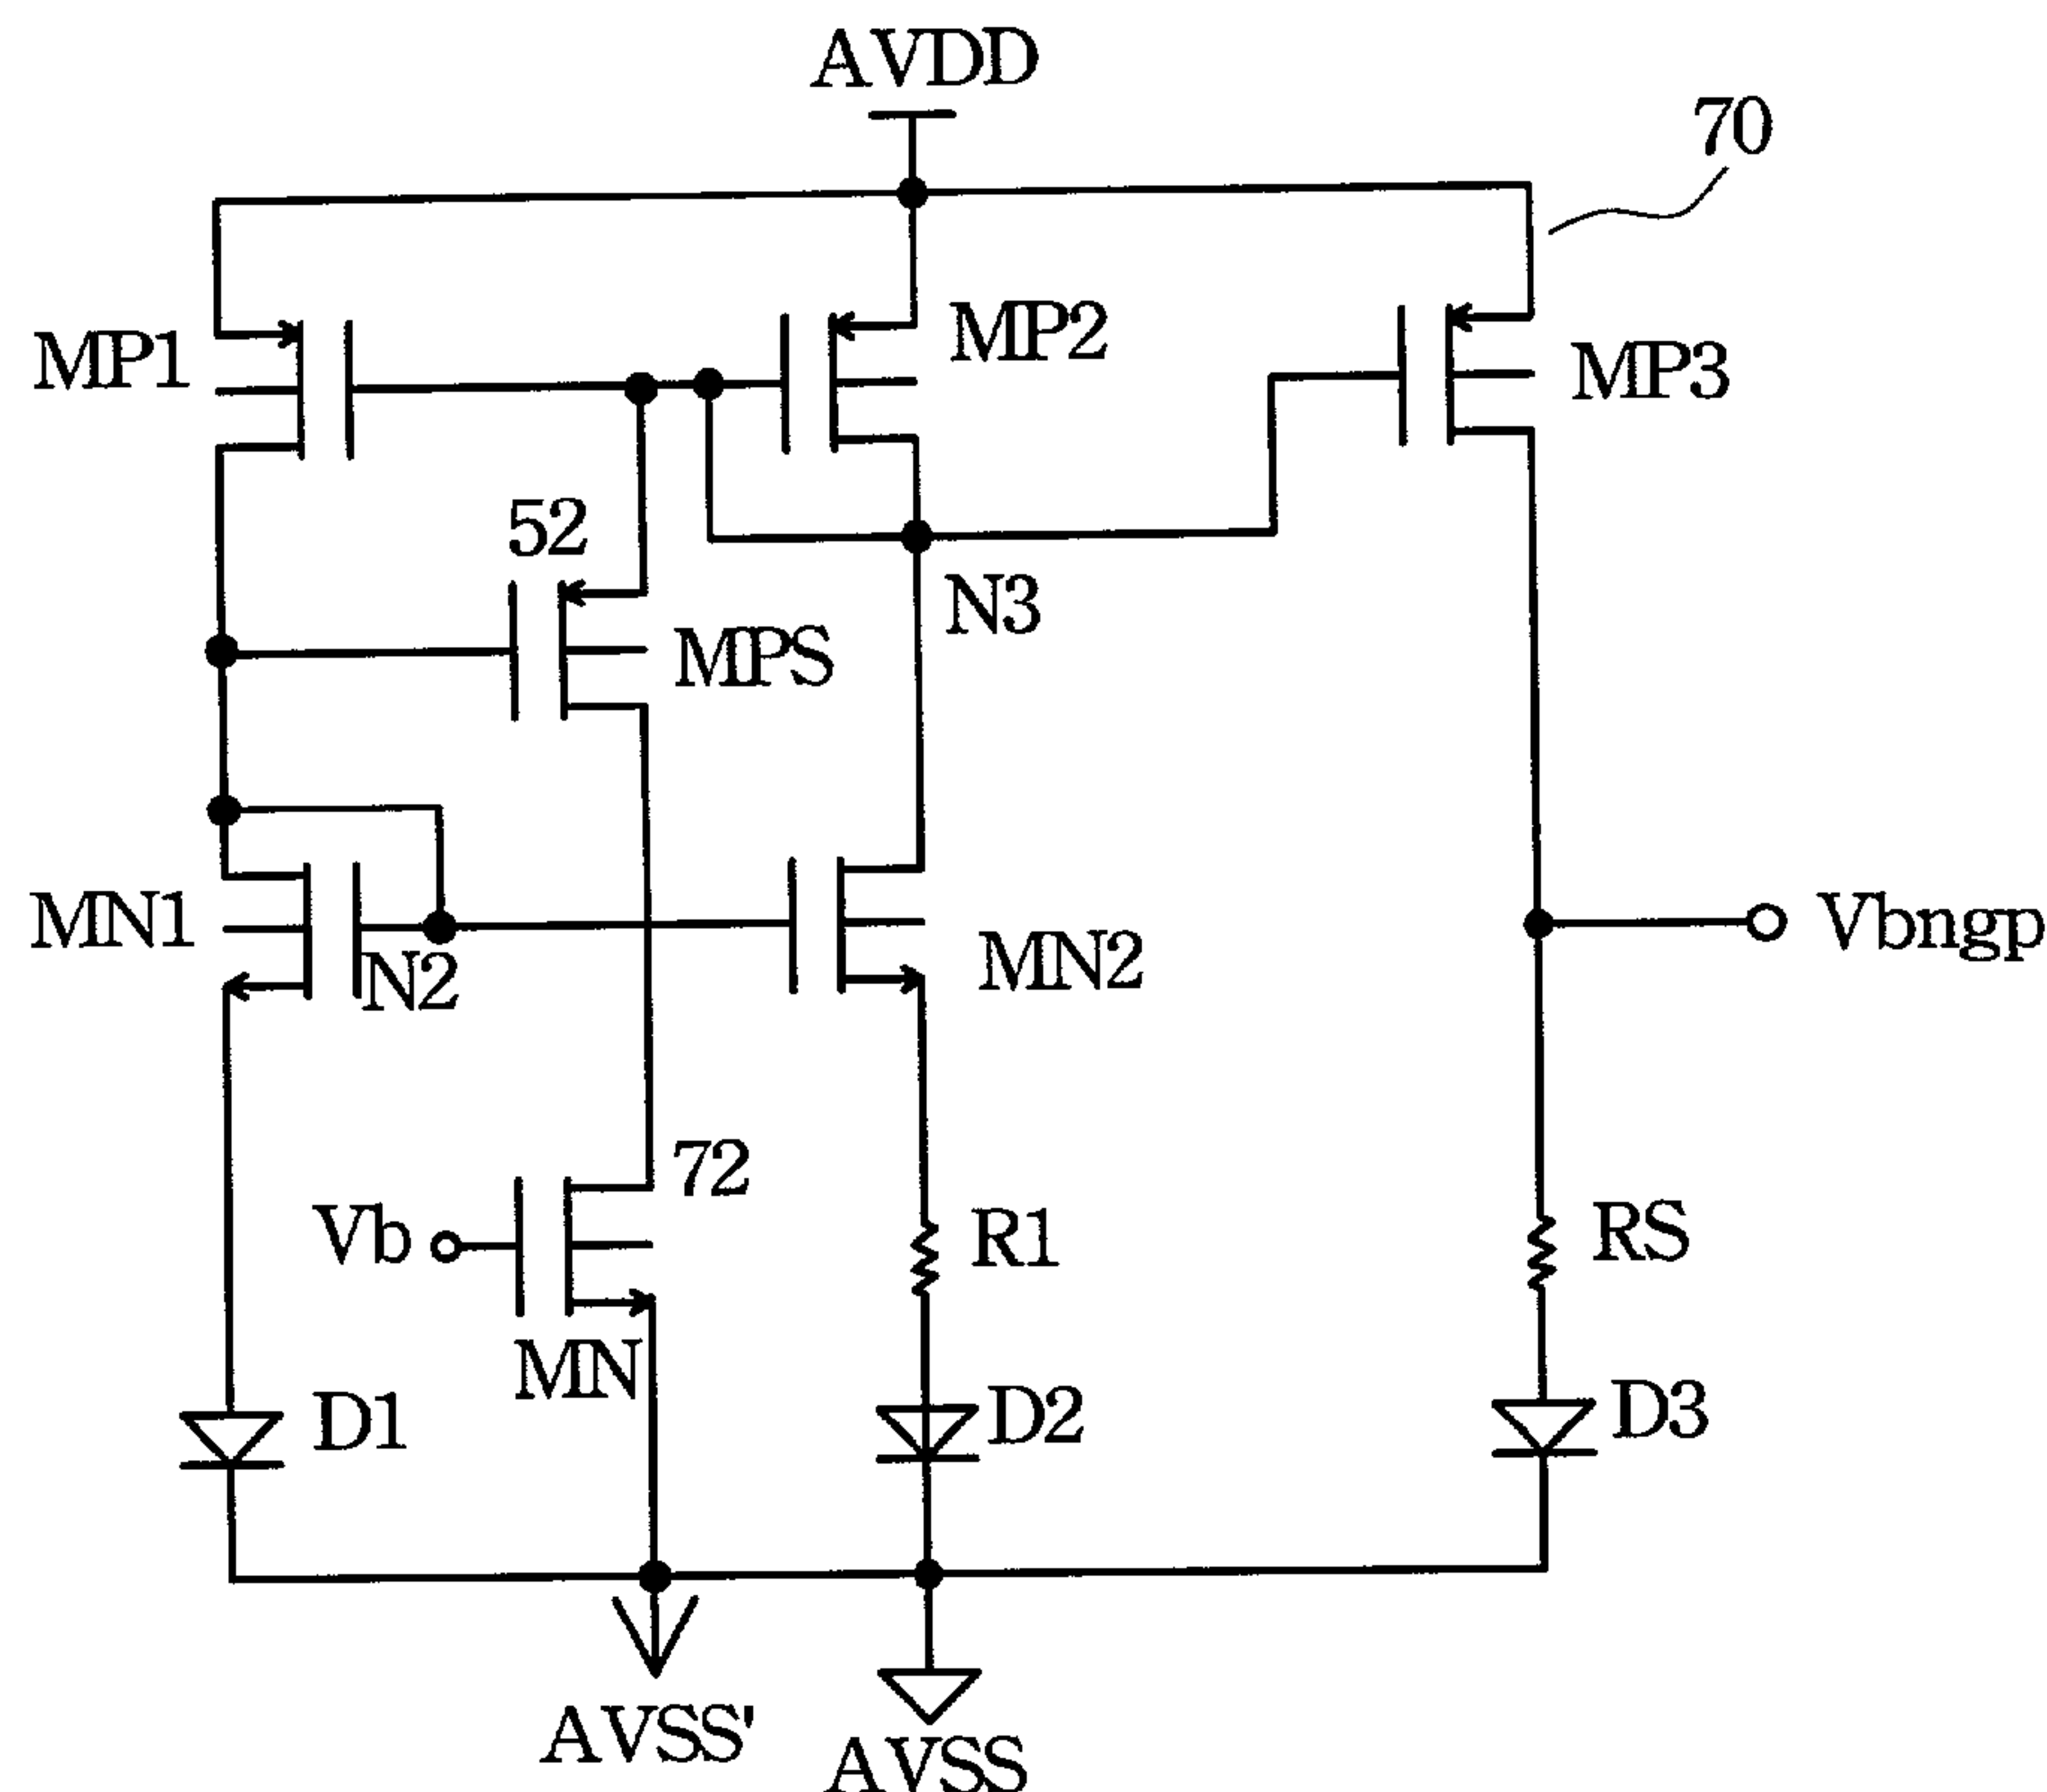 AVDD
70
MP1
MP2
MP3
52
N3
MPS
MN1
N2
MN2
Vbngp
72
Vb
R1
RS
MN
D1
D2
D3
AVSS'
AVSS